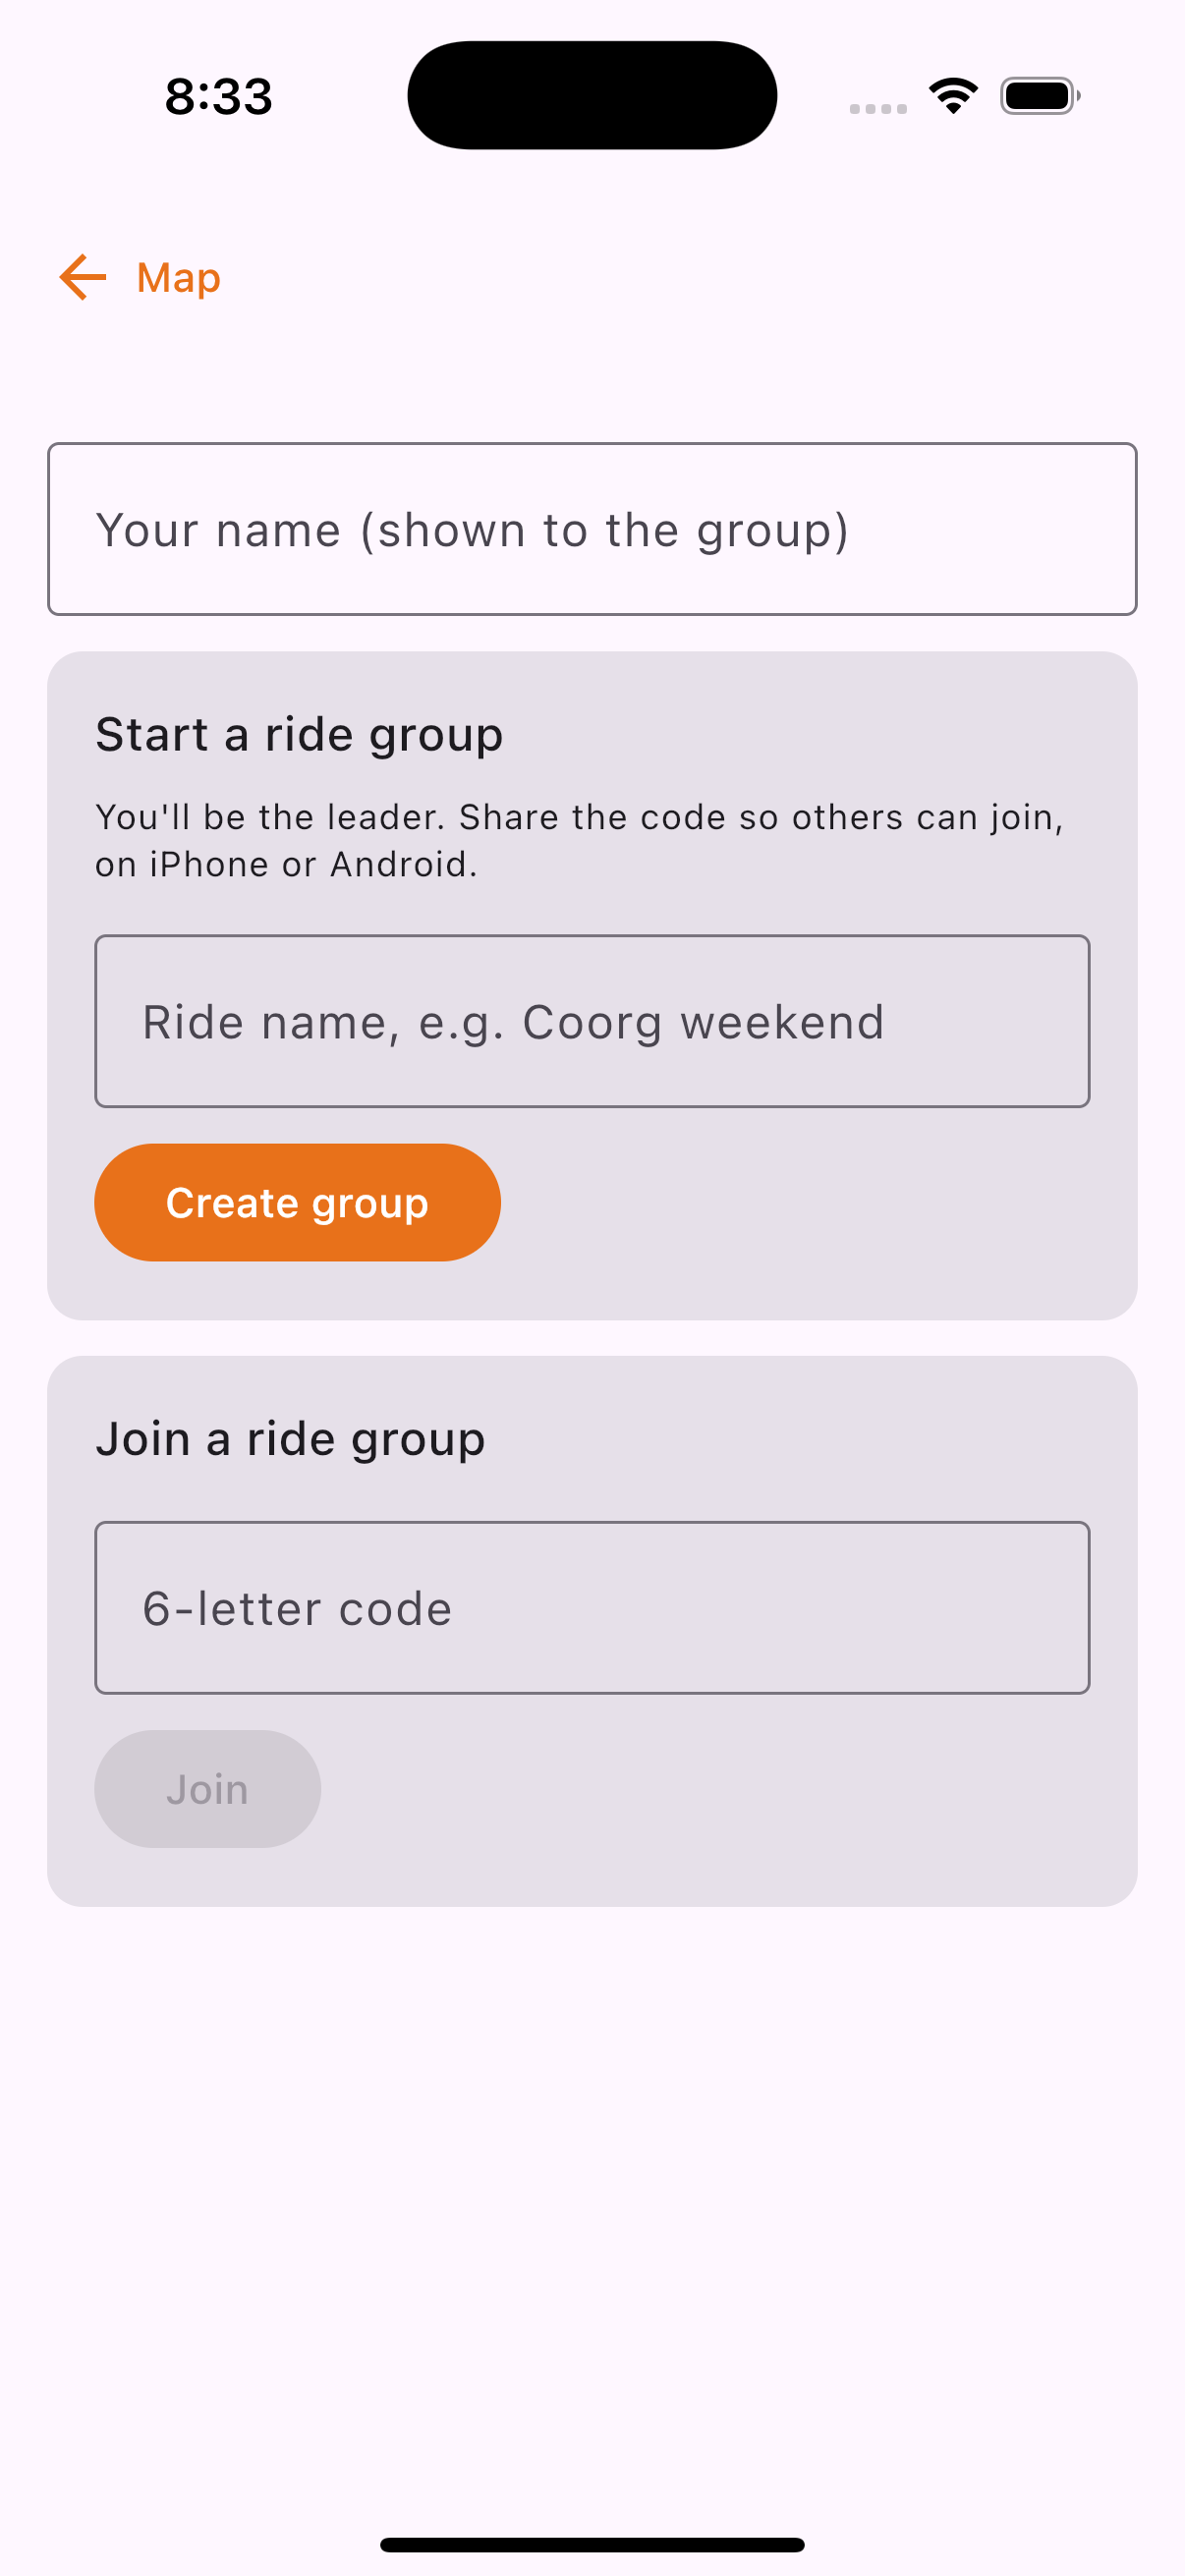 8:33
Map
Your name (shown to the group)
Start a ride group
You'll be the leader. Share the code so others can join,
on iPhone or Android.
Ride name, e.g. Coorg weekend
Create group
Join a ride group
6-letter code
Join